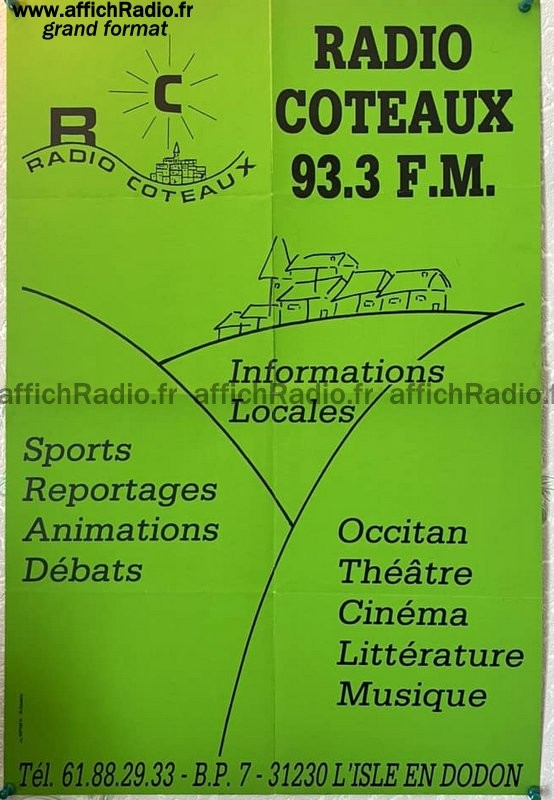 www.affichRadio.fr
grand format
R C
RADIO COTEAUX
RADIO
COTEAUX
93.3 F.M.
Informations
Locales
affichRadio.fr affichRadio.fr affichRadio.f
Sports
Reportages
Animations
Débats
Occitan
Théâtre
Cinéma
Littérature
Musique
Tél. 61.88.29.33 - B.P. 7 - 31230 L'ISLE EN DODON